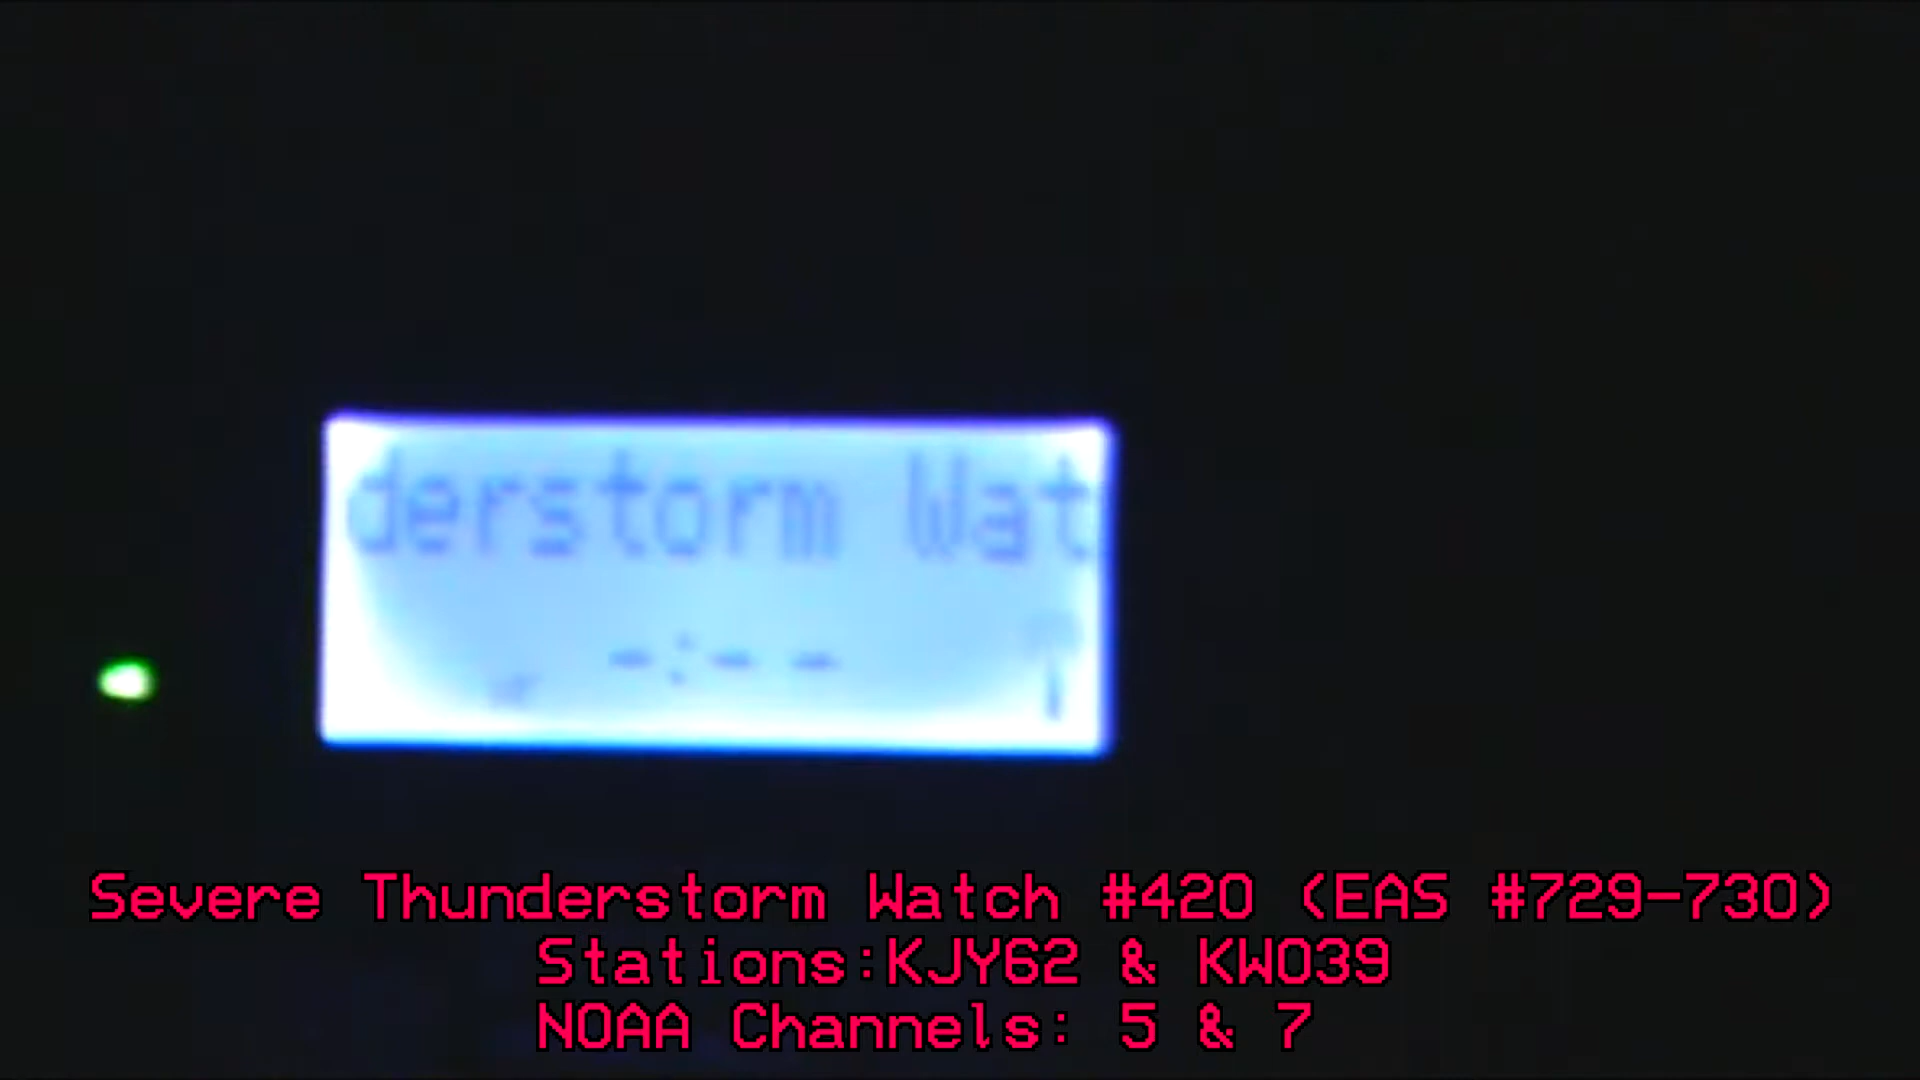 derstorm Wat
-:--
Severe Thunderstorm Watch #420 (EAS #729-730)
Stations:KJY62 & KWO39
NOAA Channels: 5 & 7